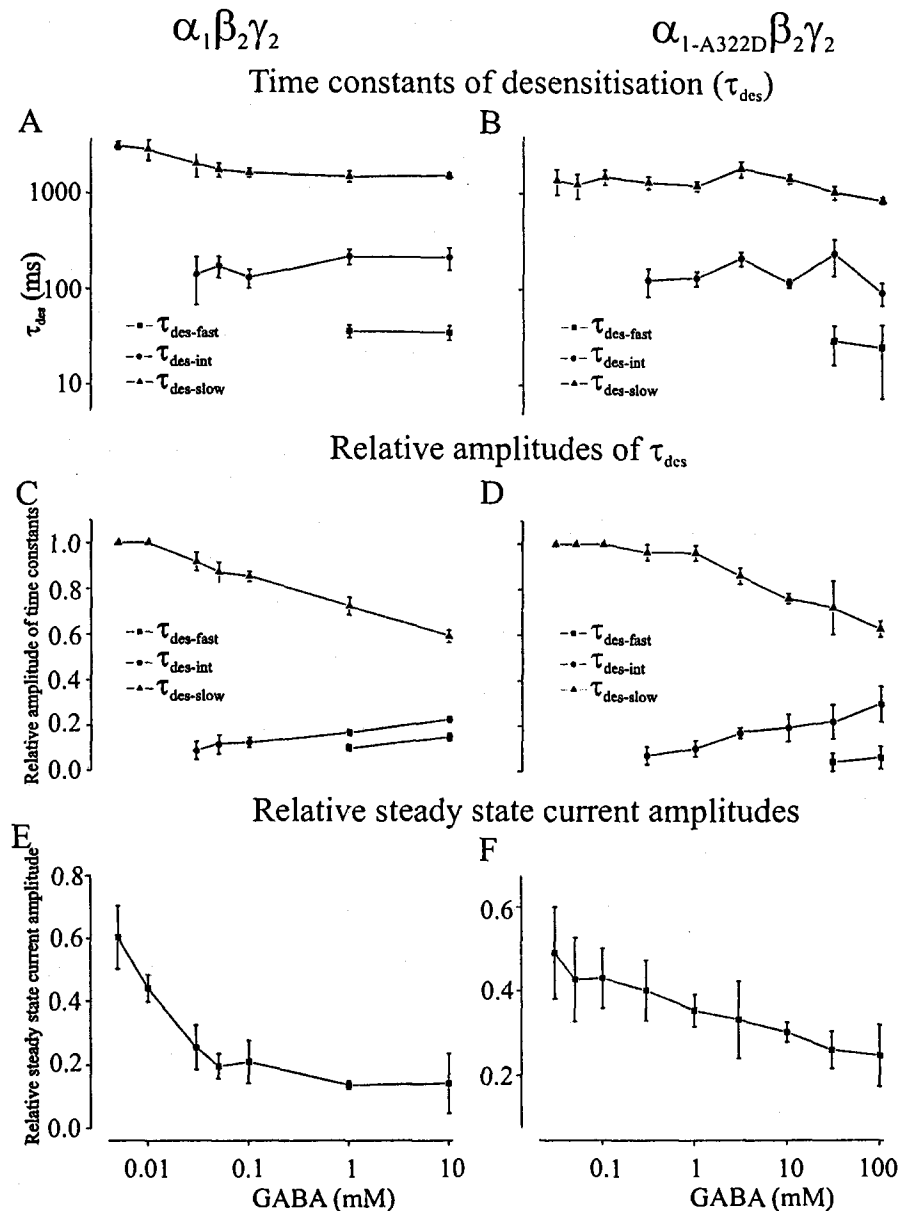 α1β2γ2
α1-A322Dβ2γ2
Time constants of desensitisation (τdes)
A
B
1000
100
10
τdes (ms)
τdes-fast
τdes-int
τdes-slow
τdes-fast
τdes-int
τdes-slow
Relative amplitudes of τdes
C
D
Relative amplitude of time constants
1.0
0.8
0.6
0.4
0.2
0.0
τdes-fast
τdes-int
τdes-slow
τdes-fast
τdes-int
τdes-slow
Relative steady state current amplitudes
E
F
Relative steady state current amplitude
0.8
0.6
0.4
0.2
0.0
0.6
0.4
0.2
0.01 0.1 1 10
GABA (mM)
0.1 1 10 100
GABA (mM)